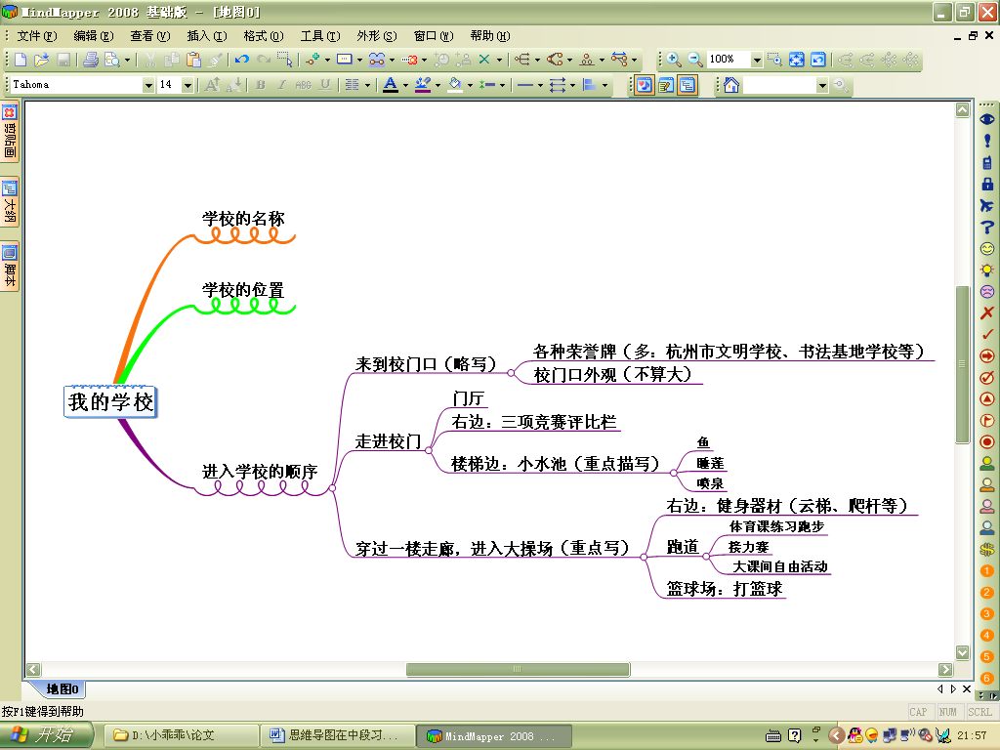 MindMapper 2008 基础版 - [地图0]
文件(F) 编辑(E) 查看(V) 插入(I) 格式(O) 工具(T) 外形(S) 窗口(W) 帮助(H)
100%
Tahoma 14
剪贴画
大纲
脚本
学校的名称
学校的位置
我的学校
进入学校的顺序
来到校门口（略写）
各种荣誉牌（多：杭州市文明学校、书法基地学校等）
校门口外观（不算大）
走进校门
门厅
右边：三项竞赛评比栏
楼梯边：小水池（重点描写）
鱼
睡莲
喷泉
穿过一楼走廊，进入大操场（重点写）
右边：健身器材（云梯、爬杆等）
跑道
体育课练习跑步
接力赛
大课间自由活动
篮球场：打篮球
1
2
3
4
5
6
地图0
按F1键得到帮助
CAP NUM SCRL
开始 D:\小乖乖\论文 思维导图在中段习... MindMapper 2008 ... 21:57